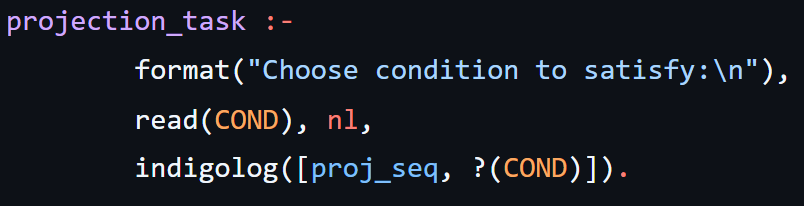 projection_task :-
format("Choose condition to satisfy:\n"),
read(COND), nl,
indigolog([proj_seq, ?(COND)]).